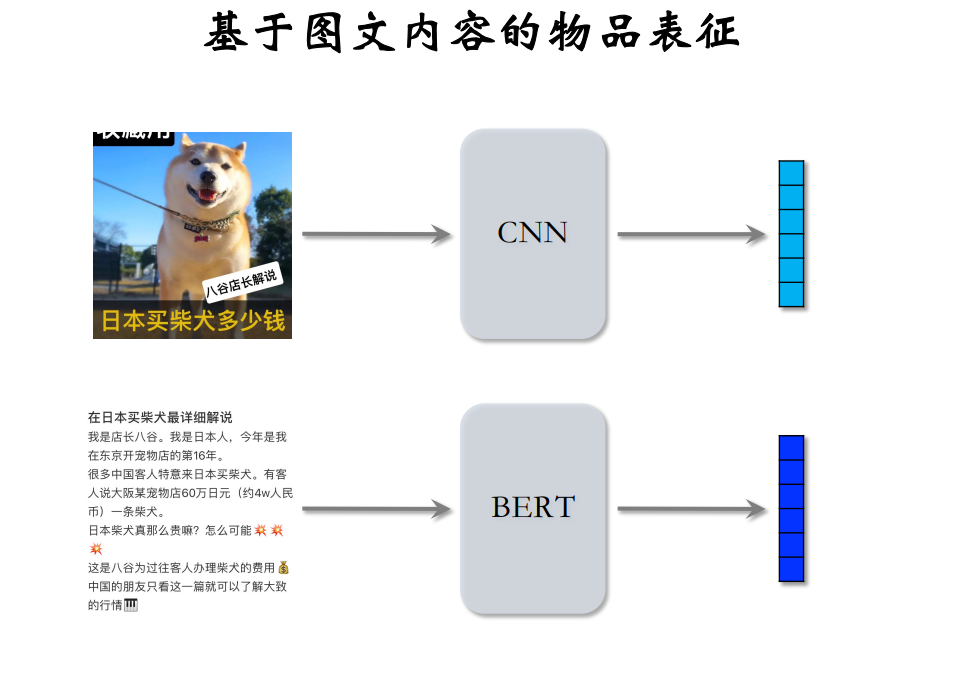 基于图文内容的物品表征
收藏用
八谷店长解说
日本买柴犬多少钱
CNN
在日本买柴犬最详细解说
我是店长八谷。我是日本人，今年是我
在东京开宠物店的第16年。
很多中国客人特意来日本买柴犬。有客
人说大阪某宠物店60万日元（约4w人民
币）一条柴犬。
日本柴犬真那么贵嘛？怎么可能💥💥
💥
这是八谷为过往客人办理柴犬的费用💰
中国的朋友只看这一篇就可以了解大致
的行情🎹
BERT